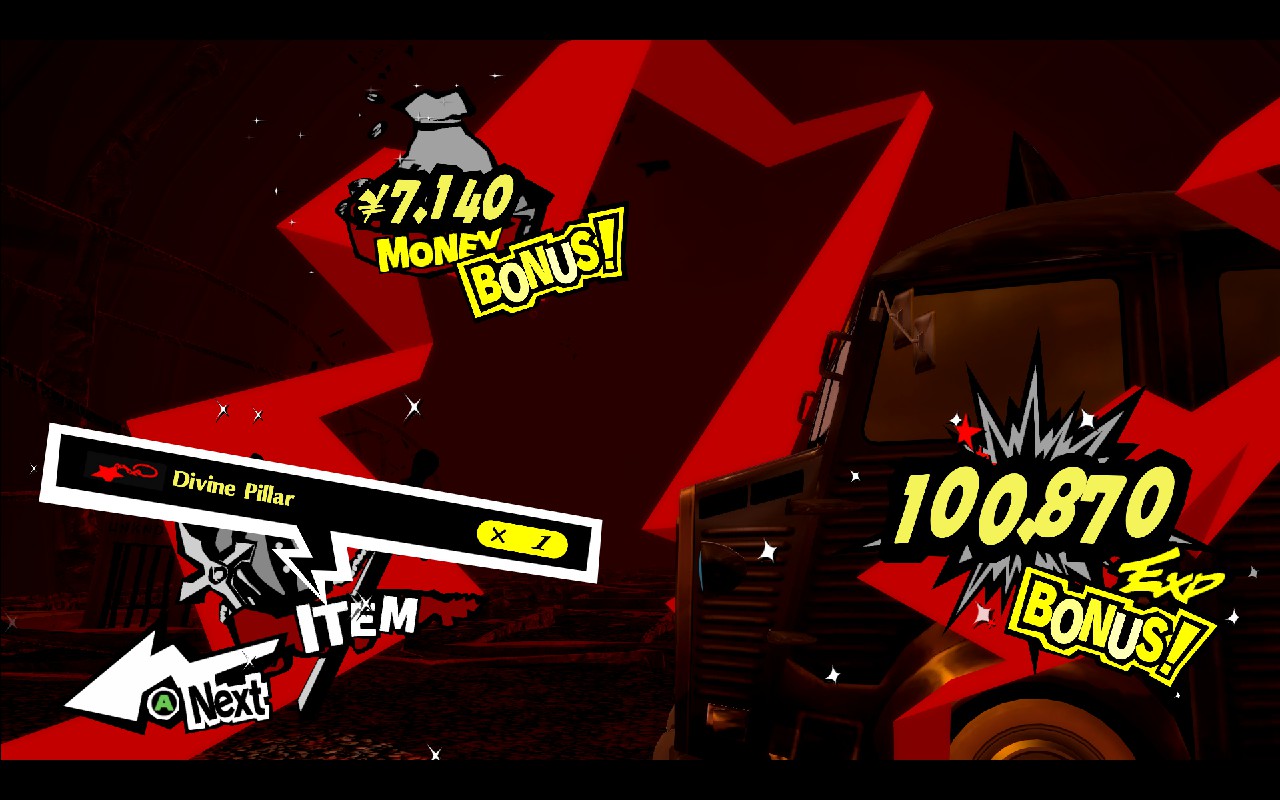 ¥7,140
MONEY
BONUS!
Divine Pillar
× 1
ITEM
100,870
EXP
BONUS!
A Next